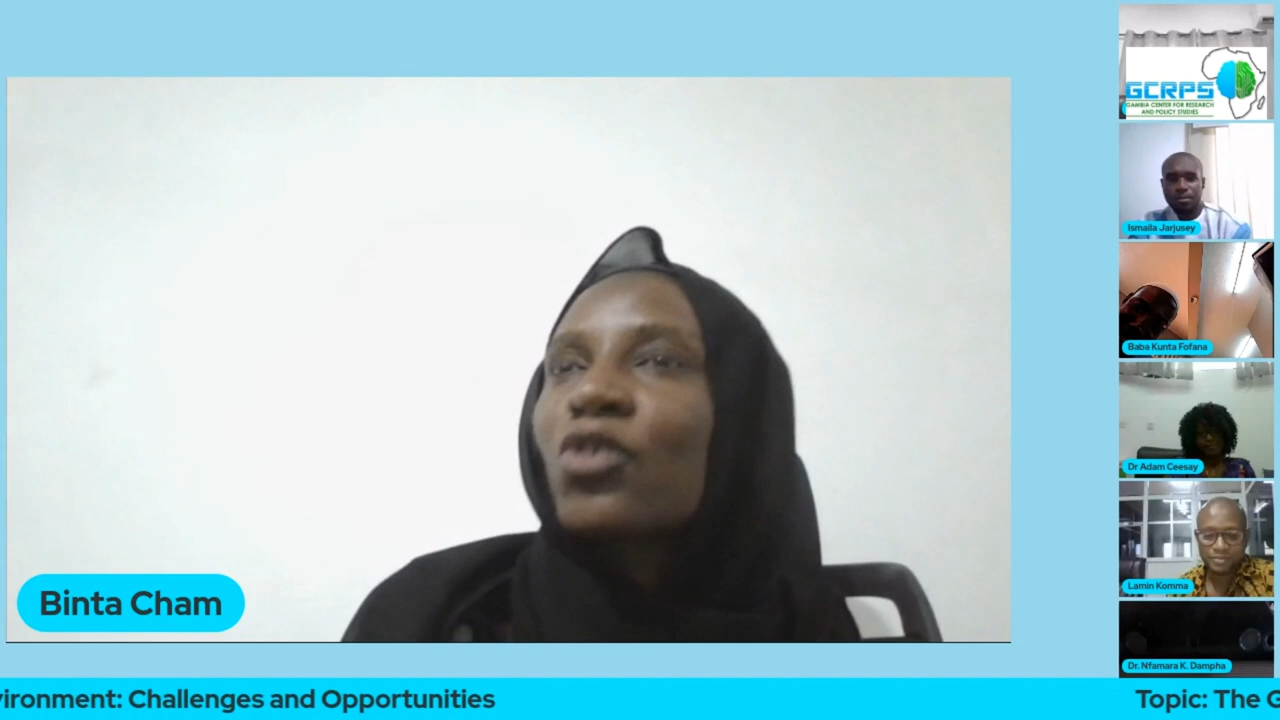 GCRPS
GAMBIA CENTER FOR RESEARCH
AND POLICY STUDIES
Ismaila Jarjusey
Baba Kunta Fofana
Dr Adam Ceesay
Lamin Komma
Dr. Nfamara K. Dampha
Binta Cham
vironment: Challenges and Opportunities
Topic: The G